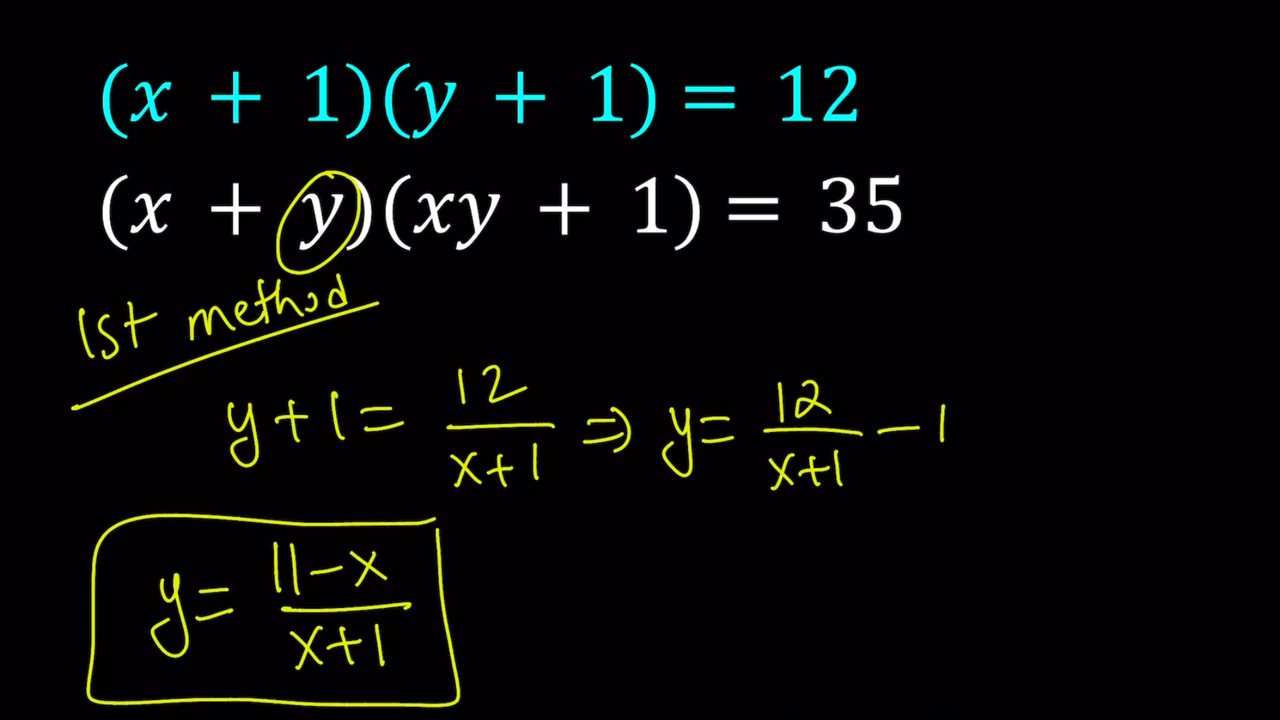 (x + 1)(y + 1) = 12
(x + y)(xy + 1) = 35
1st method
y+1 = 12/(x+1) ⇒ y = 12/(x+1) − 1
y = (11−x)/(x+1)